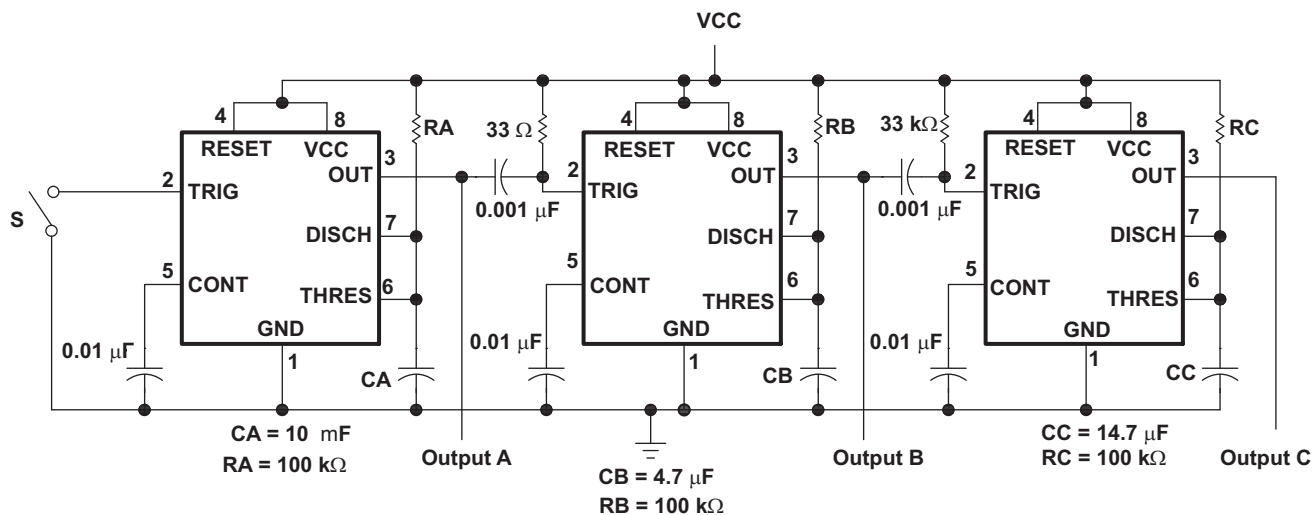 VCC
4
8
RESET
VCC
3
OUT
2
TRIG
7
DISCH
5
CONT
6
THRES
GND
1
S
0.01 μF
RA
CA
33 Ω
0.001 μF
CA = 10 mF
RA = 100 kΩ
Output A
4
8
RESET
VCC
3
OUT
2
TRIG
7
DISCH
5
CONT
6
THRES
GND
1
0.01 μF
RB
CB
33 kΩ
0.001 μF
CB = 4.7 μF
RB = 100 kΩ
Output B
4
8
RESET
VCC
3
OUT
2
TRIG
7
DISCH
5
CONT
6
THRES
GND
1
0.01 μF
RC
CC
CC = 14.7 μF
RC = 100 kΩ
Output C